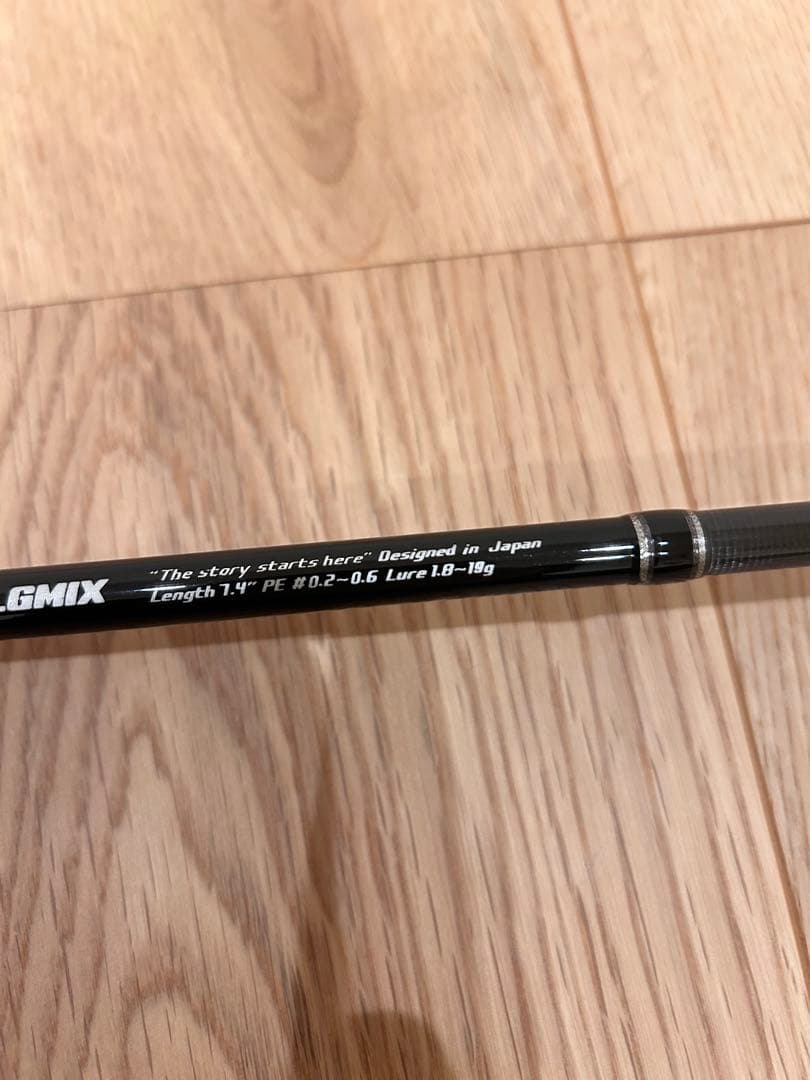 .GMIX
"The story starts here" Designed in Japan
Length 7.4" PE #0.2~0.6 Lure 1.8~19g